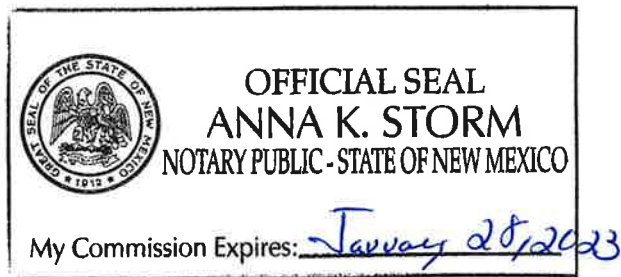 GREAT SEAL OF THE STATE OF NEW MEXICO
1912
OFFICIAL SEAL
ANNA K. STORM
NOTARY PUBLIC - STATE OF NEW MEXICO
My Commission Expires: January 28, 2023